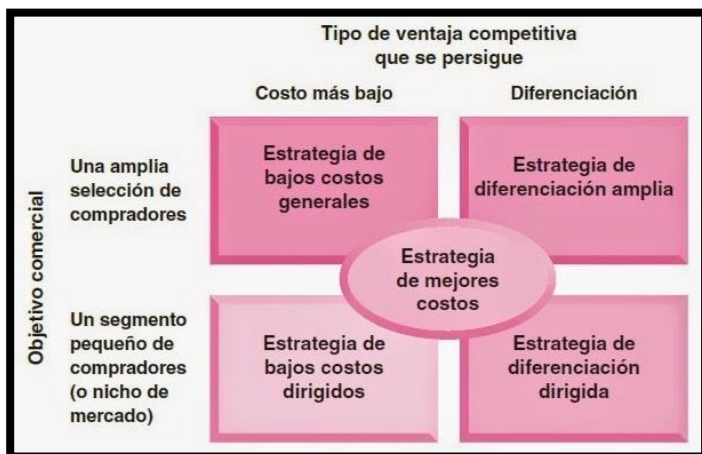 Tipo de ventaja competitiva
que se persigue
Costo más bajo
Diferenciación
Objetivo comercial
Una amplia
selección de
compradores
Estrategia de
bajos costos
generales
Estrategia de
diferenciación amplia
Estrategia
de mejores
costos
Un segmento
pequeño de
compradores
(o nicho de
mercado)
Estrategia de
bajos costos
dirigidos
Estrategia de
diferenciación
dirigida